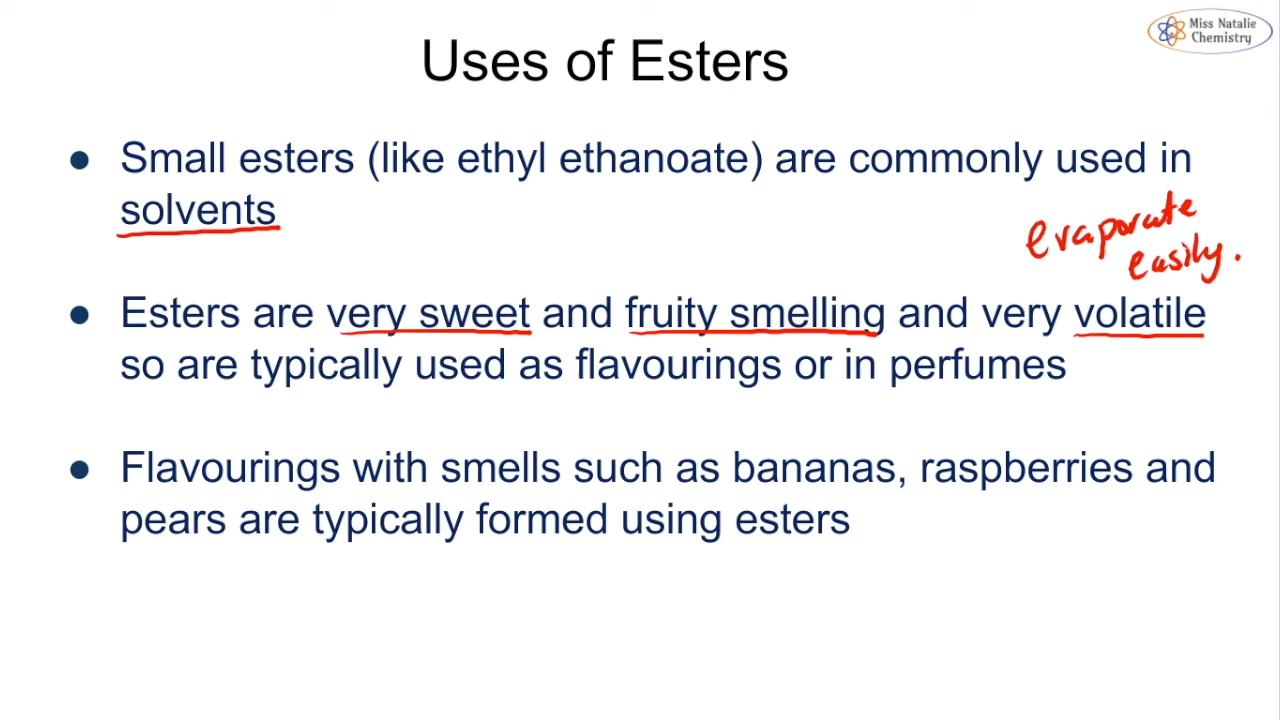 Miss Natalie
Chemistry
Uses of Esters
● Small esters (like ethyl ethanoate) are commonly used in
solvents
evaporate
easily.
● Esters are very sweet and fruity smelling and very volatile
so are typically used as flavourings or in perfumes
● Flavourings with smells such as bananas, raspberries and
pears are typically formed using esters